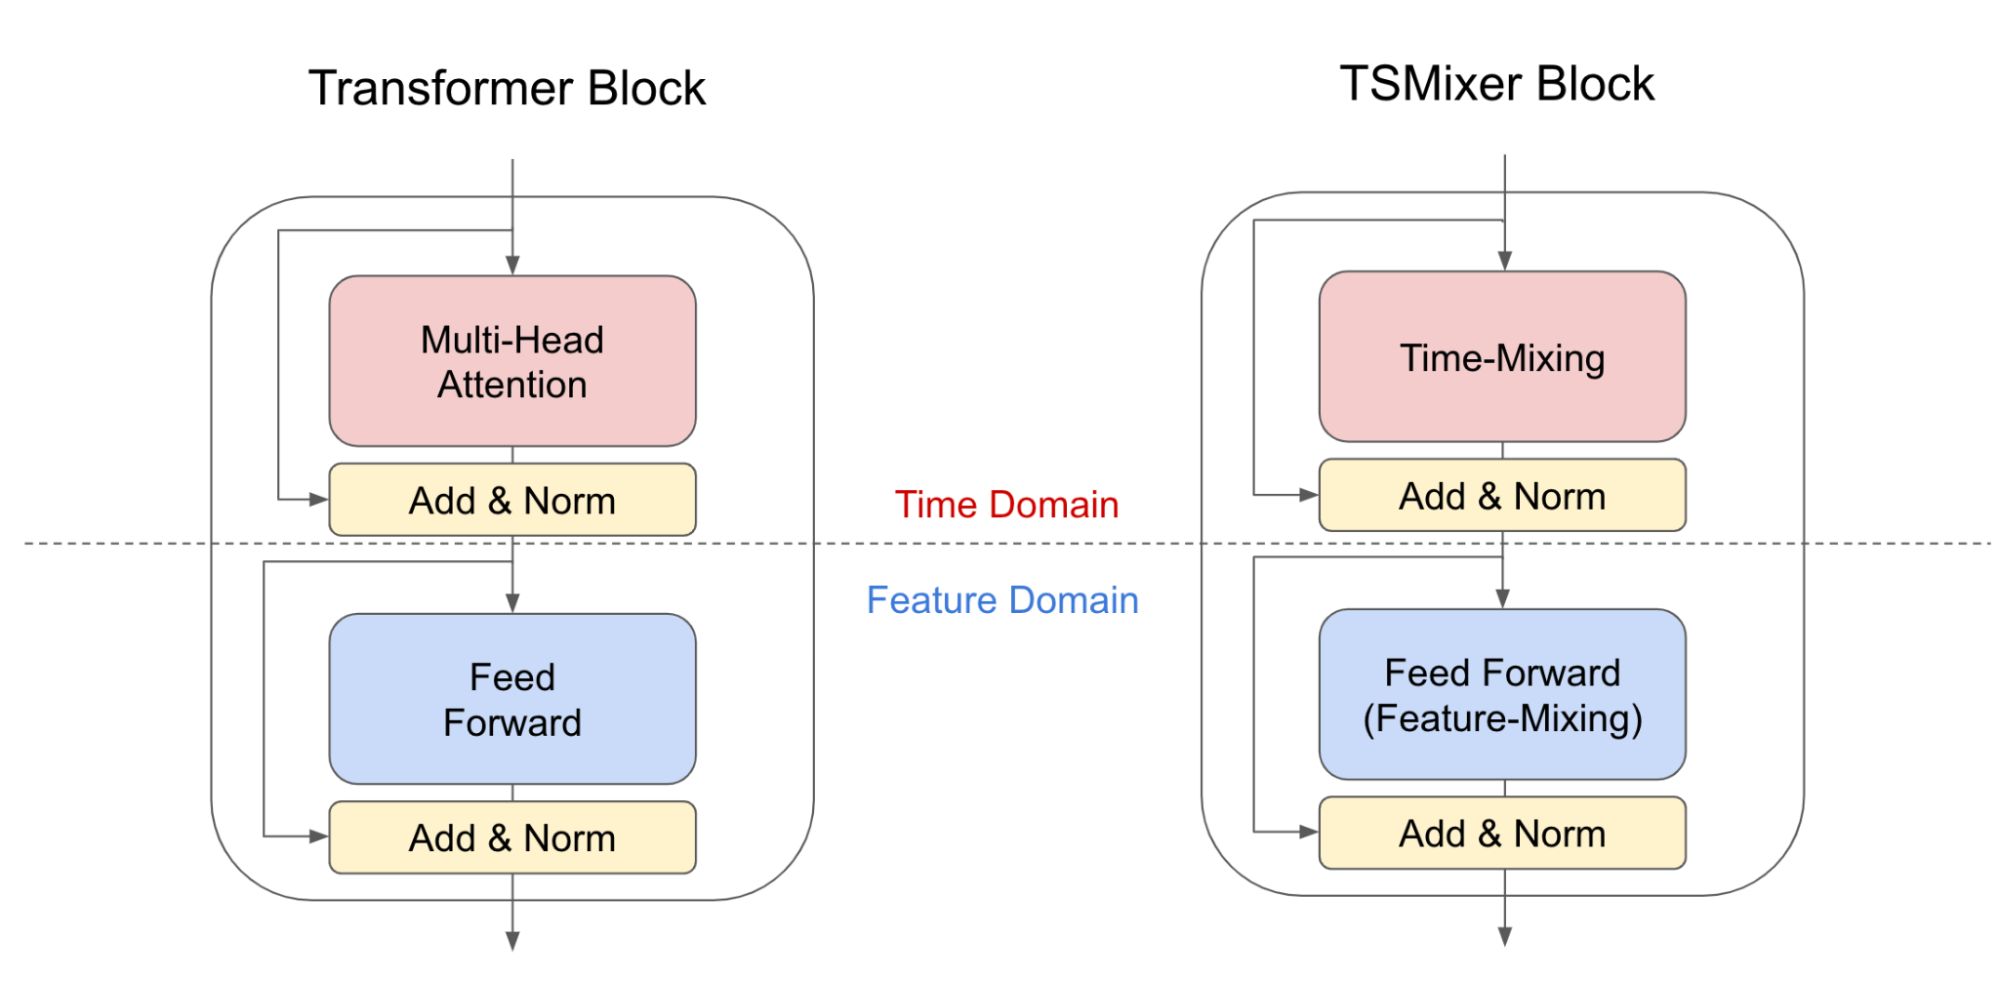 Transformer Block
Multi-Head
Attention
Add & Norm
Feed
Forward
Add & Norm
Time Domain
Feature Domain
TSMixer Block
Time-Mixing
Add & Norm
Feed Forward
(Feature-Mixing)
Add & Norm